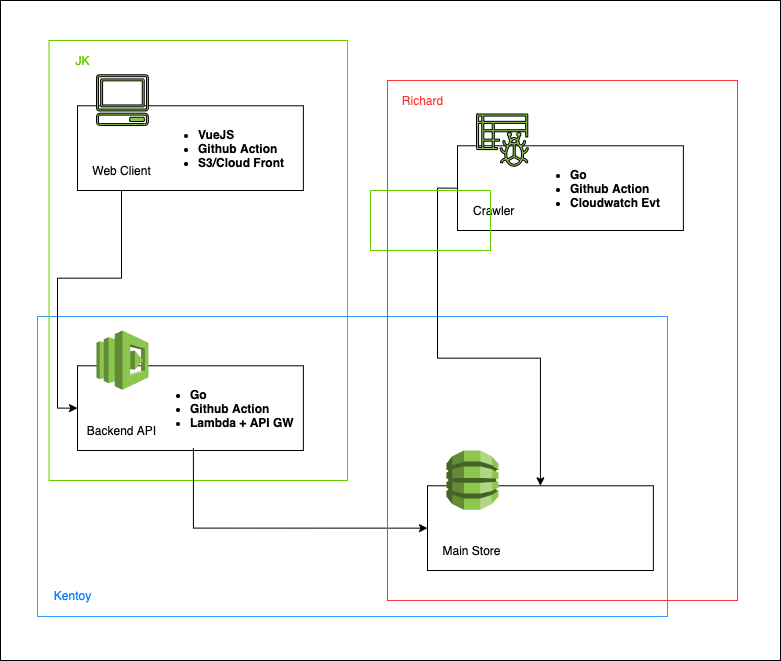 JK
Web Client
VueJS
Github Action
S3/Cloud Front
Richard
Crawler
Go
Github Action
Cloudwatch Evt
Backend API
Go
Github Action
Lambda + API GW
Main Store
Kentoy